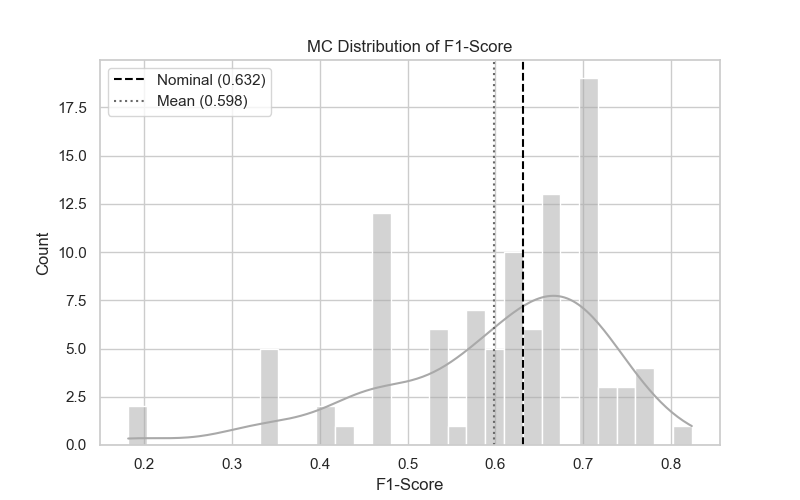 MC Distribution of F1-Score
Nominal (0.632)
Mean (0.598)
17.5
15.0
12.5
10.0
7.5
5.0
2.5
0.0
Count
0.2 0.3 0.4 0.5 0.6 0.7 0.8
F1-Score